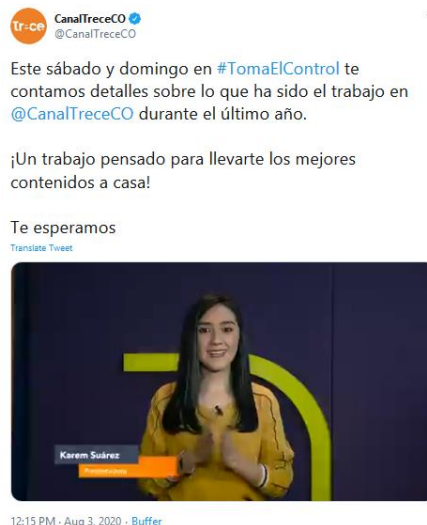 Trece
CanalTreceCO
@CanalTreceCO
Este sábado y domingo en #TomaElControl te
contamos detalles sobre lo que ha sido el trabajo en
@CanalTreceCO durante el último año.
¡Un trabajo pensado para llevarte los mejores
contenidos a casa!
Te esperamos
Translate Tweet
Karem Suárez
Presentadora
12:15 PM · Aug 3, 2020 · Buffer